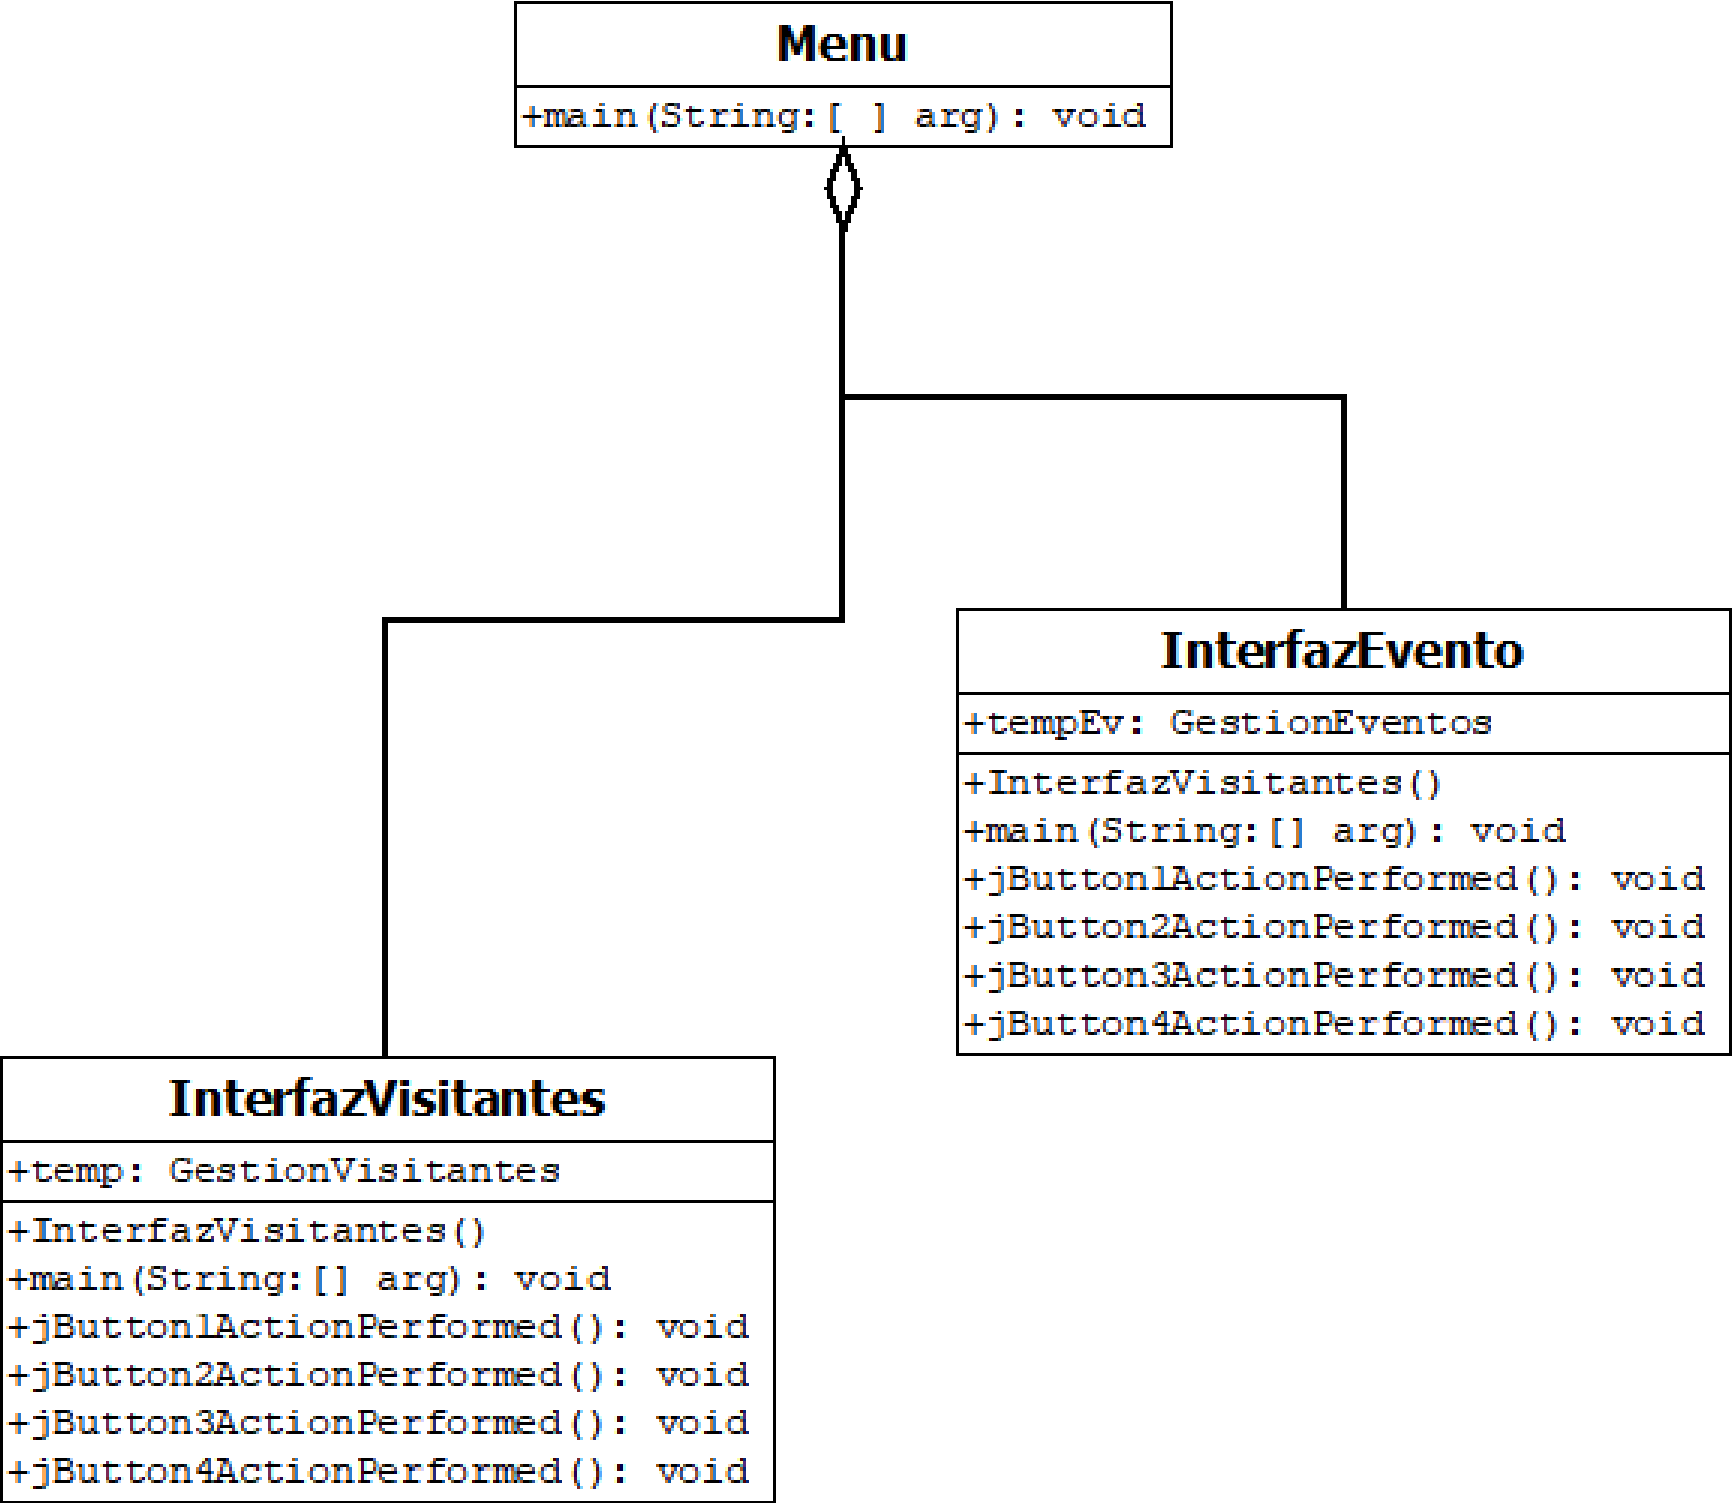 Menu
+main(String:[ ] arg): void
InterfazEvento
+tempEv: GestionEventos
+InterfazVisitantes()
+main(String:[] arg): void
+jButton1ActionPerformed(): void
+jButton2ActionPerformed(): void
+jButton3ActionPerformed(): void
+jButton4ActionPerformed(): void
InterfazVisitantes
+temp: GestionVisitantes
+InterfazVisitantes()
+main(String:[] arg): void
+jButton1ActionPerformed(): void
+jButton2ActionPerformed(): void
+jButton3ActionPerformed(): void
+jButton4ActionPerformed(): void